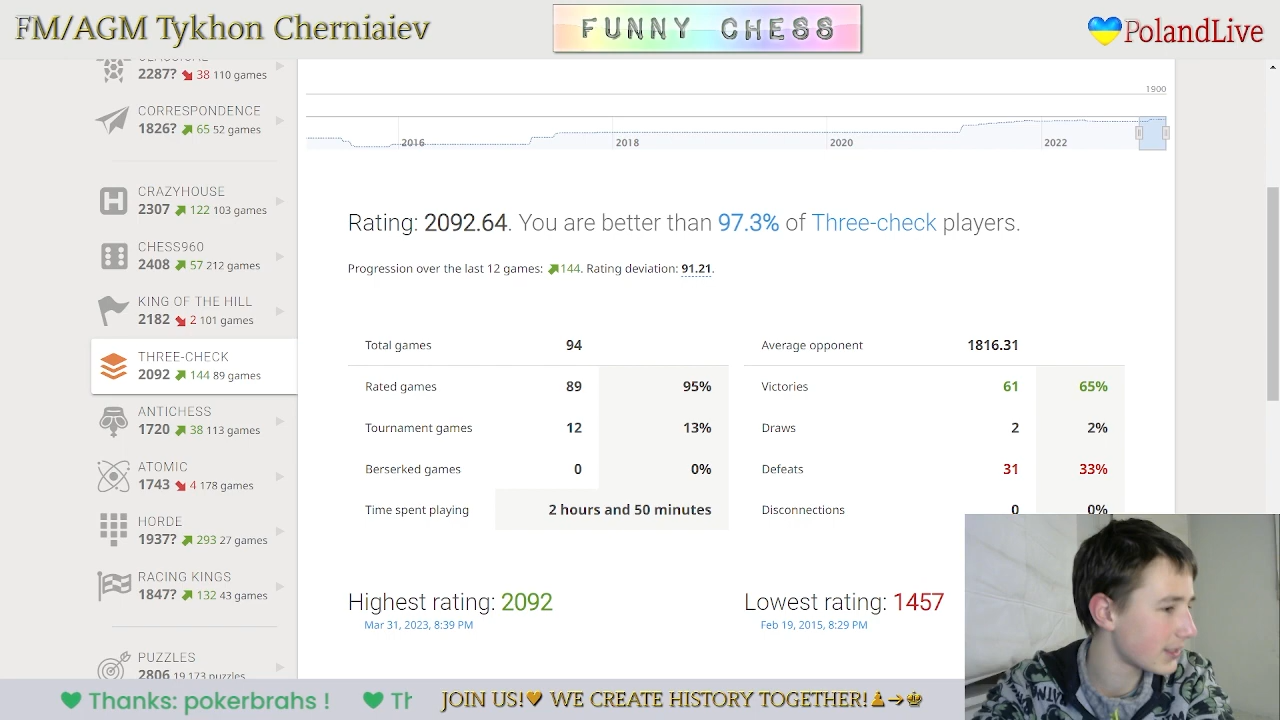 FM/AGM Tykhon Cherniaiev
FUNNY CHESS
PolandLive
CLASSICAL
2287? 38 110 games
CORRESPONDENCE
1826? 65 52 games
CRAZYHOUSE
2307 122 103 games
CHESS960
2408 57 212 games
KING OF THE HILL
2182 2 101 games
THREE-CHECK
2092 144 89 games
ANTICHESS
1720 38 113 games
ATOMIC
1743 4 178 games
HORDE
1937? 293 27 games
RACING KINGS
1847? 132 43 games
PUZZLES
2806 19 173 puzzles
1900
2016 2018 2020 2022
Rating: 2092.64. You are better than 97.3% of Three-check players.
Progression over the last 12 games: 144. Rating deviation: 91.21.
Total games 94
Rated games 89 95%
Tournament games 12 13%
Berserked games 0 0%
Time spent playing 2 hours and 50 minutes
Average opponent 1816.31
Victories 61 65%
Draws 2 2%
Defeats 31 33%
Disconnections 0 0%
Highest rating: 2092
Mar 31, 2023, 8:39 PM
Lowest rating: 1457
Feb 19, 2015, 8:29 PM
Thanks: pokerbrahs ! Th
JOIN US! WE CREATE HISTORY TOGETHER!